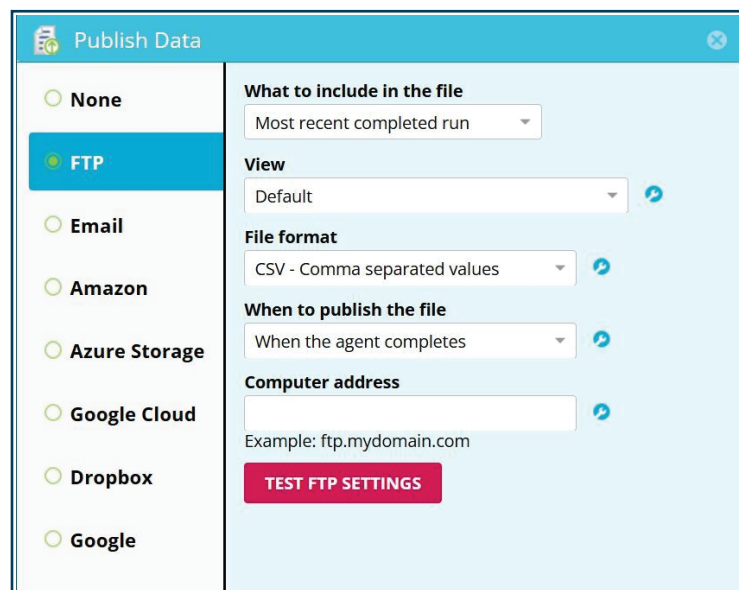 Publish Data
None
FTP
Email
Amazon
Azure Storage
Google Cloud
Dropbox
Google
What to include in the file
Most recent completed run
View
Default
File format
CSV - Comma separated values
When to publish the file
When the agent completes
Computer address
Example: ftp.mydomain.com
TEST FTP SETTINGS